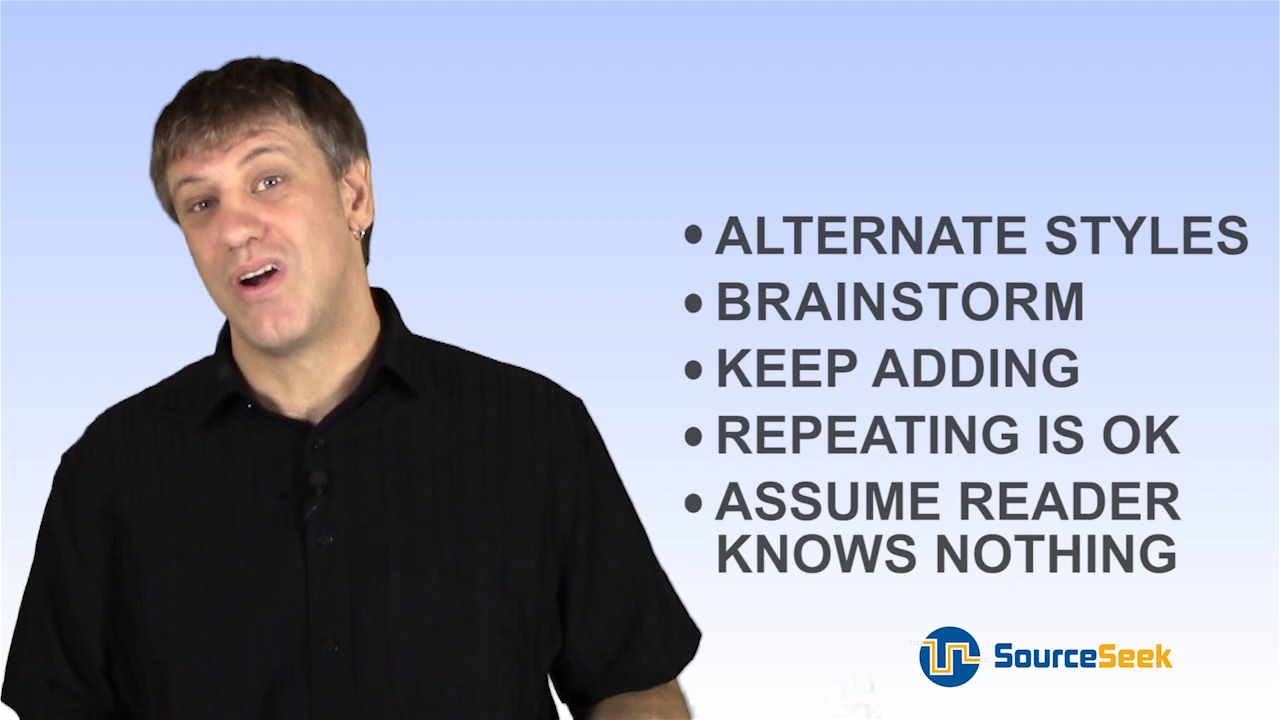 • ALTERNATE STYLES
• BRAINSTORM
• KEEP ADDING
• REPEATING IS OK
• ASSUME READER
KNOWS NOTHING
SourceSeek